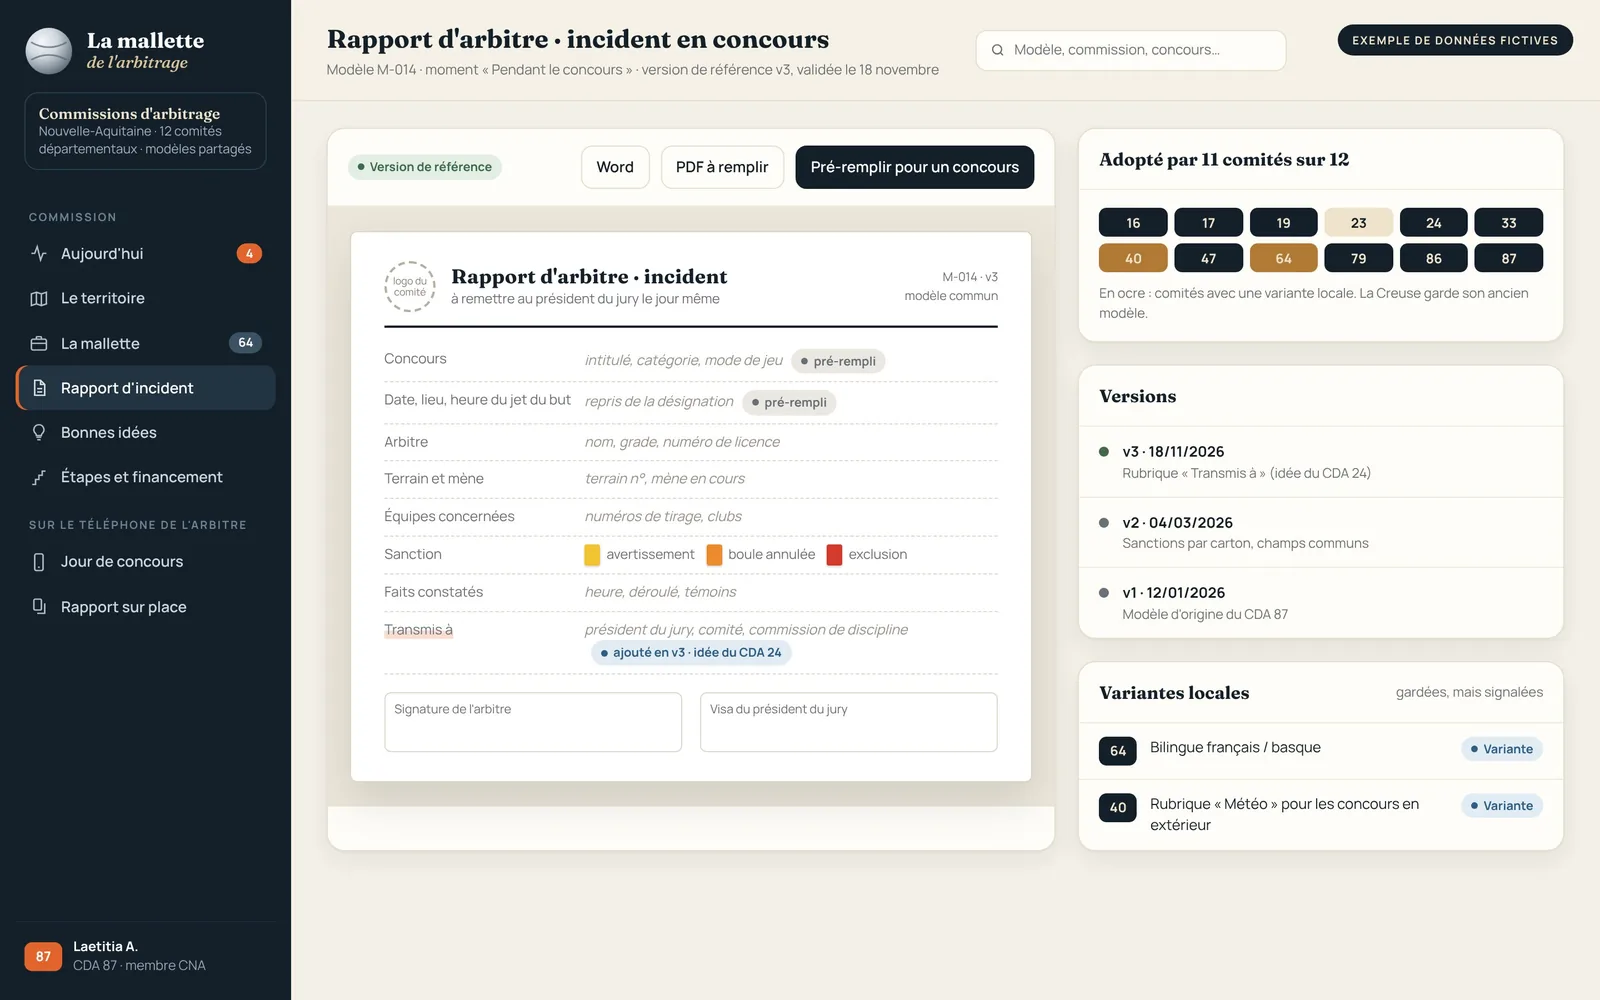 La mallette
de l'arbitrage
Commissions d'arbitrage
Nouvelle-Aquitaine · 12 comités
départementaux · modèles partagés
COMMISSION
Aujourd'hui
4
Le territoire
La mallette
64
Rapport d'incident
Bonnes idées
Étapes et financement
SUR LE TÉLÉPHONE DE L'ARBITRE
Jour de concours
Rapport sur place
87
Laetitia A.
CDA 87 · membre CNA
Rapport d'arbitre · incident en concours
Modèle M-014 · moment « Pendant le concours » · version de référence v3, validée le 18 novembre
Modèle, commission, concours...
EXEMPLE DE DONNÉES FICTIVES
Version de référence
Word
PDF à remplir
Pré-remplir pour un concours
logo du
comité
Rapport d'arbitre · incident
à remettre au président du jury le jour même
M-014 · v3
modèle commun
Concours
intitulé, catégorie, mode de jeu
pré-rempli
Date, lieu, heure du jet du but
repris de la désignation
pré-rempli
Arbitre
nom, grade, numéro de licence
Terrain et mène
terrain n°, mène en cours
Équipes concernées
numéros de tirage, clubs
Sanction
avertissement
boule annulée
exclusion
Faits constatés
heure, déroulé, témoins
Transmis à
président du jury, comité, commission de discipline
ajouté en v3 · idée du CDA 24
Signature de l'arbitre
Visa du président du jury
Adopté par 11 comités sur 12
16
17
19
23
24
33
40
47
64
79
86
87
En ocre : comités avec une variante locale. La Creuse garde son ancien
modèle.
Versions
v3 · 18/11/2026
Rubrique « Transmis à » (idée du CDA 24)
v2 · 04/03/2026
Sanctions par carton, champs communs
v1 · 12/01/2026
Modèle d'origine du CDA 87
Variantes locales
gardées, mais signalées
64
Bilingue français / basque
Variante
40
Rubrique « Météo » pour les concours en
extérieur
Variante